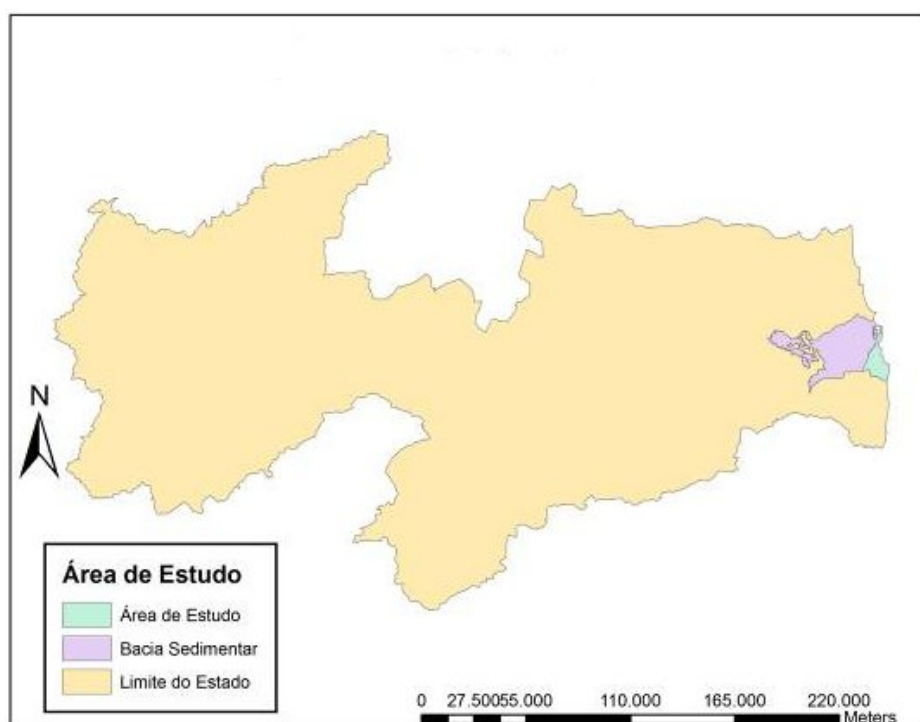 N
Área de Estudo
Área de Estudo
Bacia Sedimentar
Limite do Estado
0 27.50055.000 110.000 165.000 220.000
Meters